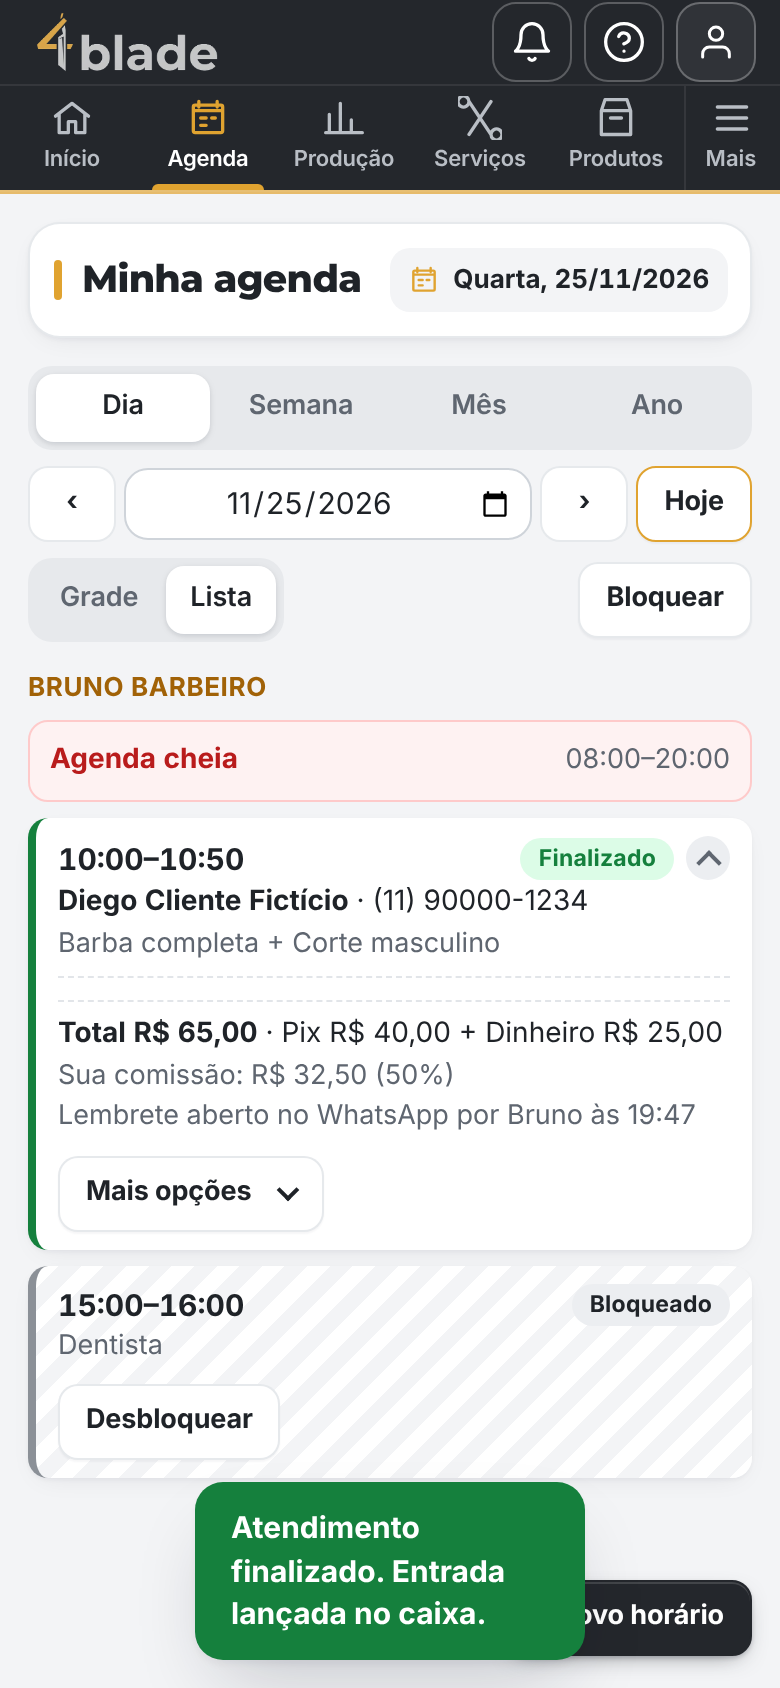 4blade
Início
Agenda
Produção
Serviços
Produtos
Mais
Minha agenda
Quarta, 25/11/2026
Dia
Semana
Mês
Ano
‹
11/25/2026
›
Hoje
Grade
Lista
Bloquear
BRUNO BARBEIRO
Agenda cheia
08:00–20:00
10:00–10:50
Finalizado
Diego Cliente Fictício · (11) 90000-1234
Barba completa + Corte masculino
Total R$ 65,00 · Pix R$ 40,00 + Dinheiro R$ 25,00
Sua comissão: R$ 32,50 (50%)
Lembrete aberto no WhatsApp por Bruno às 19:47
Mais opções
15:00–16:00
Bloqueado
Dentista
Desbloquear
Atendimento
finalizado. Entrada
lançada no caixa.
horário